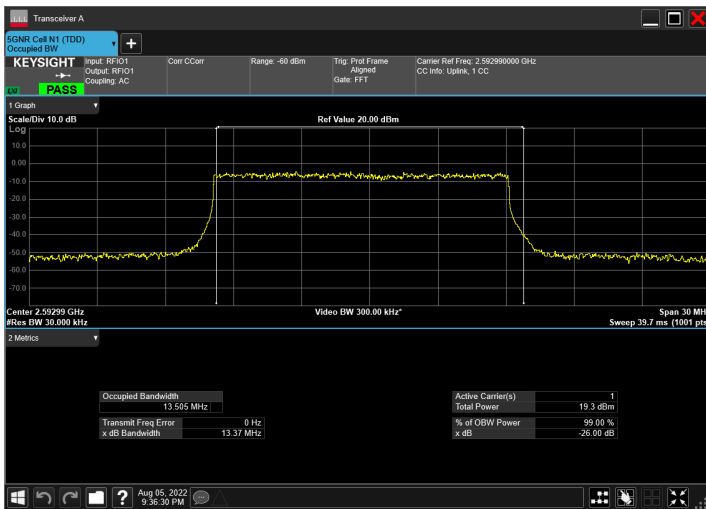 Transceiver A
5GNR Cell N1 (TDD)
Occupied BW
KEYSIGHT
LXI
PASS
Input: RFIO1
Output: RFIO1
Coupling: AC
Corr CCorr
Range: -60 dBm
Trig: Prot Frame
Aligned
Gate: FFT
Carrier Ref Freq: 2.592990000 GHz
CC Info: Uplink, 1 CC
1 Graph
Scale/Div 10.0 dB
Ref Value 20.00 dBm
Log
10.0
0.00
-10.0
-20.0
-30.0
-40.0
-50.0
-60.0
-70.0
Center 2.59299 GHz
Video BW 300.00 kHz*
Span 30 MH
#Res BW 30.000 kHz
Sweep 39.7 ms (1001 pts
2 Metrics
Occupied Bandwidth
13.505 MHz
Transmit Freq Error 0 Hz
x dB Bandwidth 13.37 MHz
Active Carrier(s) 1
Total Power 19.3 dBm
% of OBW Power 99.00 %
x dB -26.00 dB
Aug 05, 2022
9:36:30 PM